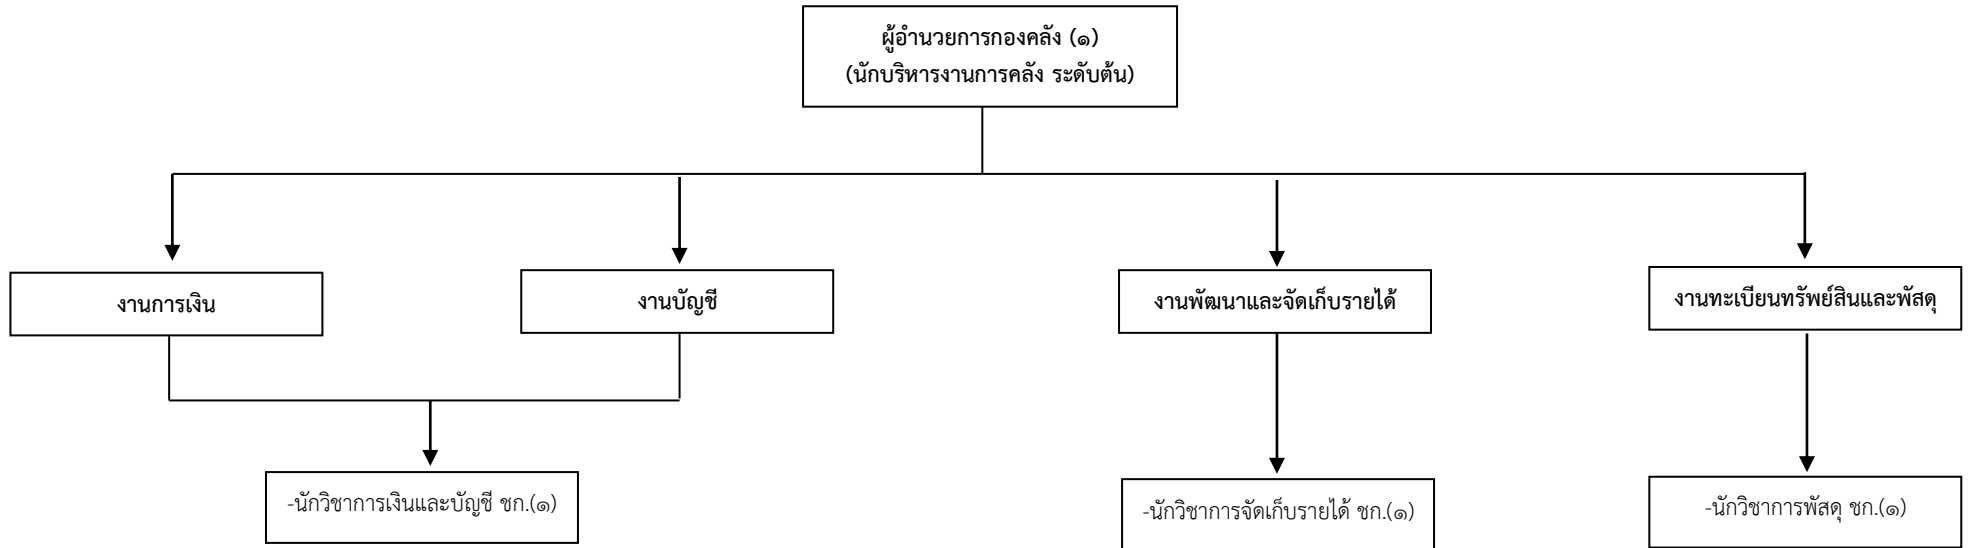 ผู้อำนวยการกองคลัง (๑)
(นักบริหารงานการคลัง ระดับต้น)
งานการเงิน
งานบัญชี
งานพัฒนาและจัดเก็บรายได้
งานทะเบียนทรัพย์สินและพัสดุ
-นักวิชาการเงินและบัญชี ชก.(๑)
-นักวิชาการจัดเก็บรายได้ ชก.(๑)
-นักวิชาการพัสดุ ชก.(๑)